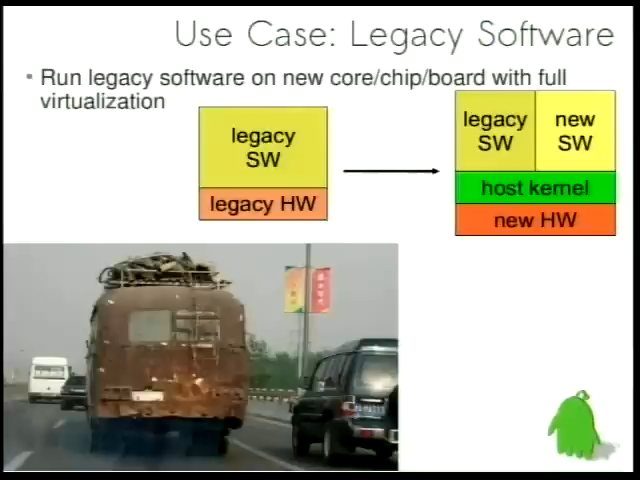 Use Case: Legacy Software
• Run legacy software on new core/chip/board with full
virtualization
legacy
SW
legacy HW
legacy
SW
new
SW
host kernel
new HW